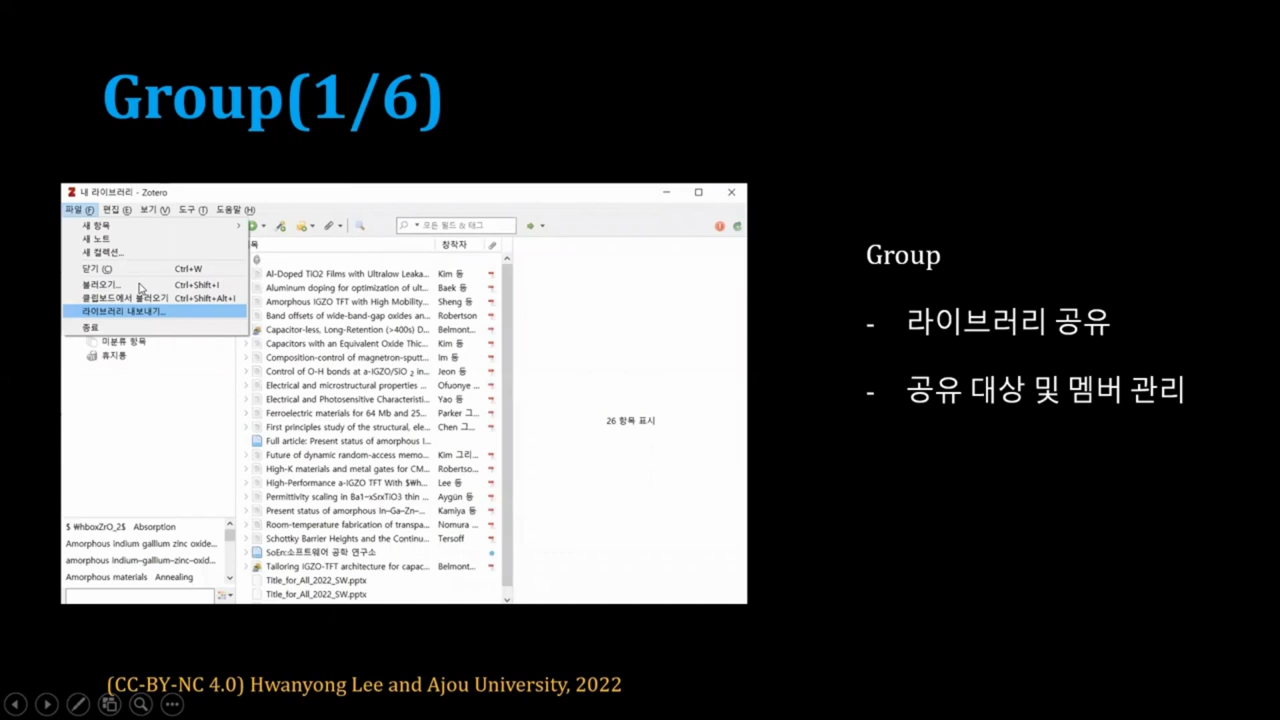 Group(1/6)
내 라이브러리 - Zotero
파일 (F) 편집 (E) 보기 (V) 도구 (T) 도움말 (H)
새 항목
새 노트
새 컬렉션...
닫기 (C) Ctrl+W
불러오기... Ctrl+Shift+I
클립보드에서 불러오기 Ctrl+Shift+Alt+I
라이브러리 내보내기...
종료
미분류 항목
휴지통
$ ₩hboxZrO_2$ Absorption
Amorphous indium gallium zinc oxide...
amorphous indium–gallium–zinc–oxid...
Amorphous materials Annealing
모든 필드 & 태그
목 창작자
Al-Doped TiO2 Films with Ultralow Leaka... Kim 등
Aluminum doping for optimization of ult... Baek 등
Amorphous IGZO TFT with High Mobility... Sheng 등
Band offsets of wide-band-gap oxides an... Robertson
Capacitor-less, Long-Retention (>400s) D... Belmont...
Capacitors with an Equivalent Oxide Thic... Kim 등
Composition-control of magnetron-sputt... Im 등
Control of O-H bonds at a-IGZO/SIO 2 in... Jeon 등
Electrical and microstructural properties ... Ofuonye ...
Electrical and Photosensitive Characteristi... Yao 등
Ferroelectric materials for 64 Mb and 25... Parker 그...
First principles study of the structural, ele... Chen 그...
Full article: Present status of amorphous I...
Future of dynamic random-access memo... Kim 그리...
High-K materials and metal gates for CM... Robertso...
High-Performance a-IGZO TFT With $₩h... Lee 등
Permittivity scaling in Ba1−xSrxTiO3 thin ... Aygün 등
Present status of amorphous In–Ga–Zn–... Kamiya 등
Room-temperature fabrication of transpa... Nomura ...
Schottky Barrier Heights and the Continu... Tersoff
SoEn:소프트웨어 공학 연구소
Tailoring IGZO-TFT architecture for capac... Belmont...
Title_for_All_2022_SW.pptx
Title_for_All_2022_SW.pptx
26 항목 표시
Group
- 라이브러리 공유
- 공유 대상 및 멤버 관리
(CC-BY-NC 4.0) Hwanyong Lee and Ajou University, 2022